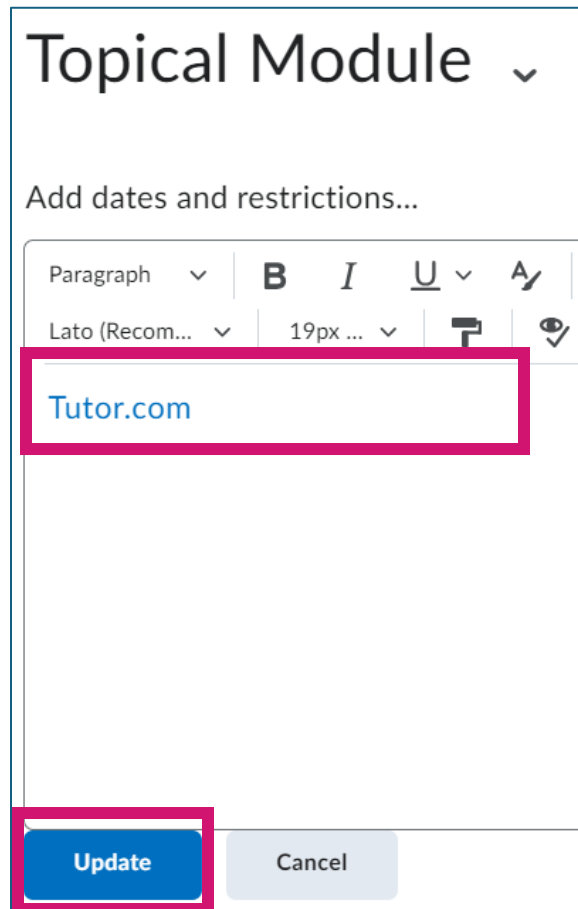 Topical Module
Add dates and restrictions...
Paragraph B I U A
Lato (Recom... 19px ...
Tutor.com
Update Cancel